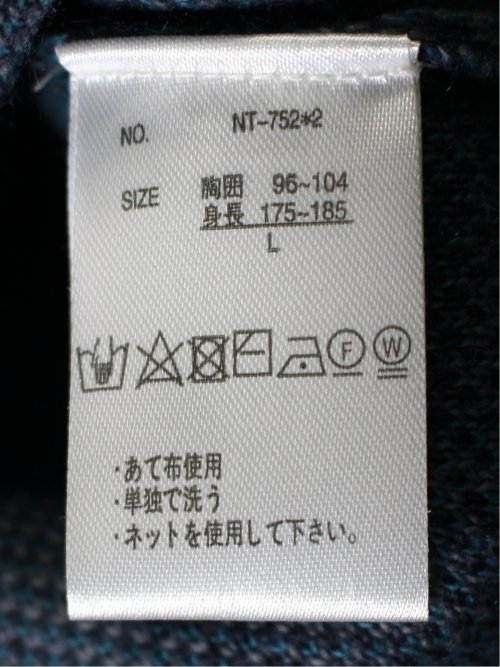 NO. NT-752*2
SIZE 胸囲 96~104
身長 175~185
L
F W
・あて布使用
・単独で洗う
・ネットを使用して下さい。